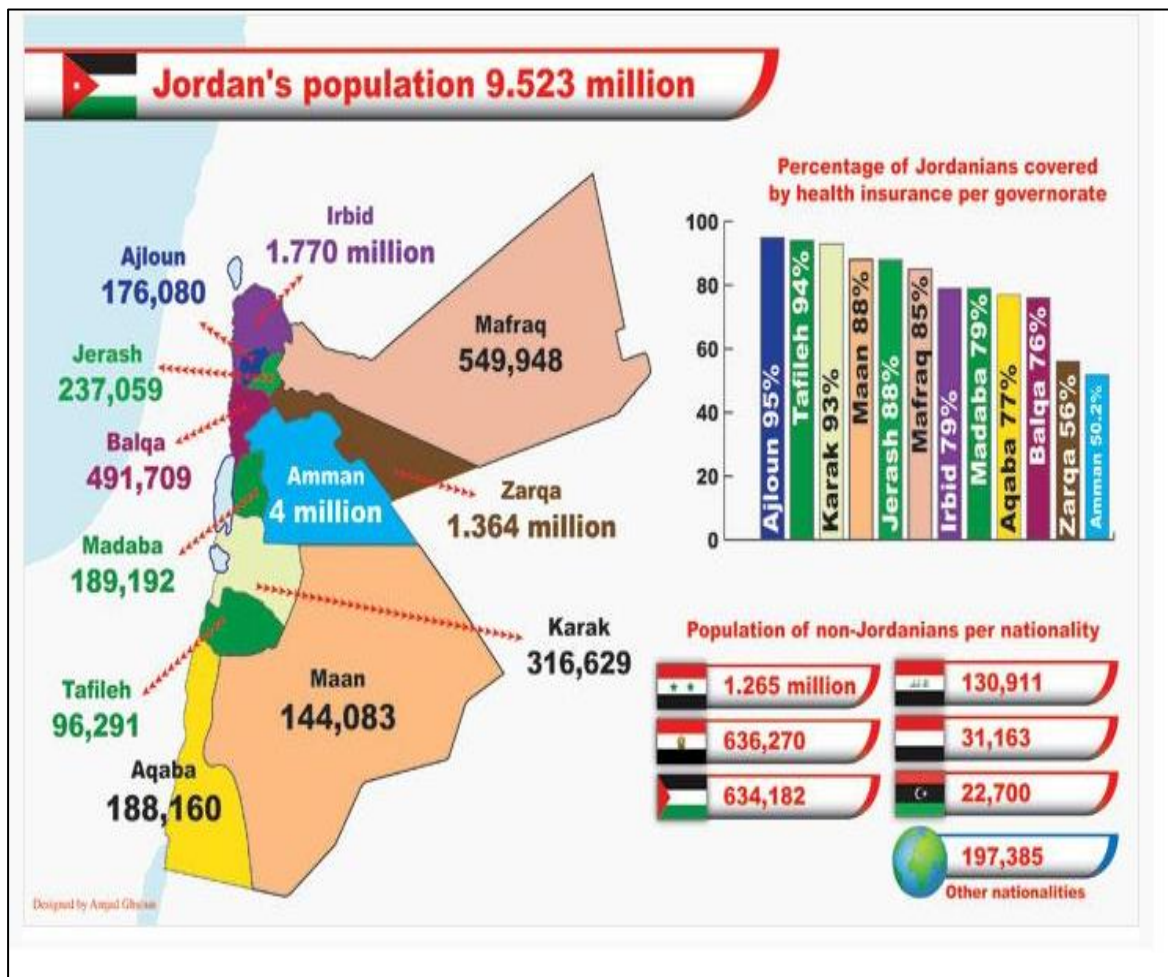 Jordan's population 9.523 million
Percentage of Jordanians covered
by health insurance per governorate
Irbid
1.770 million
Ajloun
176,080
Jerash
237,059
Balqa
491,709
Madaba
189,192
Tafileh
96,291
Aqaba
188,160
Mafraq
549,948
Amman
4 million
Zarqa
1.364 million
Karak
316,629
Maan
144,083
100
80
60
40
20
0
Ajloun 95%
Tafileh 94%
Karak 93%
Maan 88%
Jerash 88%
Mafraq 85%
Irbid 79%
Madaba 79%
Aqaba 77%
Balqa 76%
Zarqa 56%
Amman 50.2%
Population of non-Jordanians per nationality
1.265 million
636,270
634,182
130,911
31,163
22,700
197,385
Other nationalities
Designed by Amjad